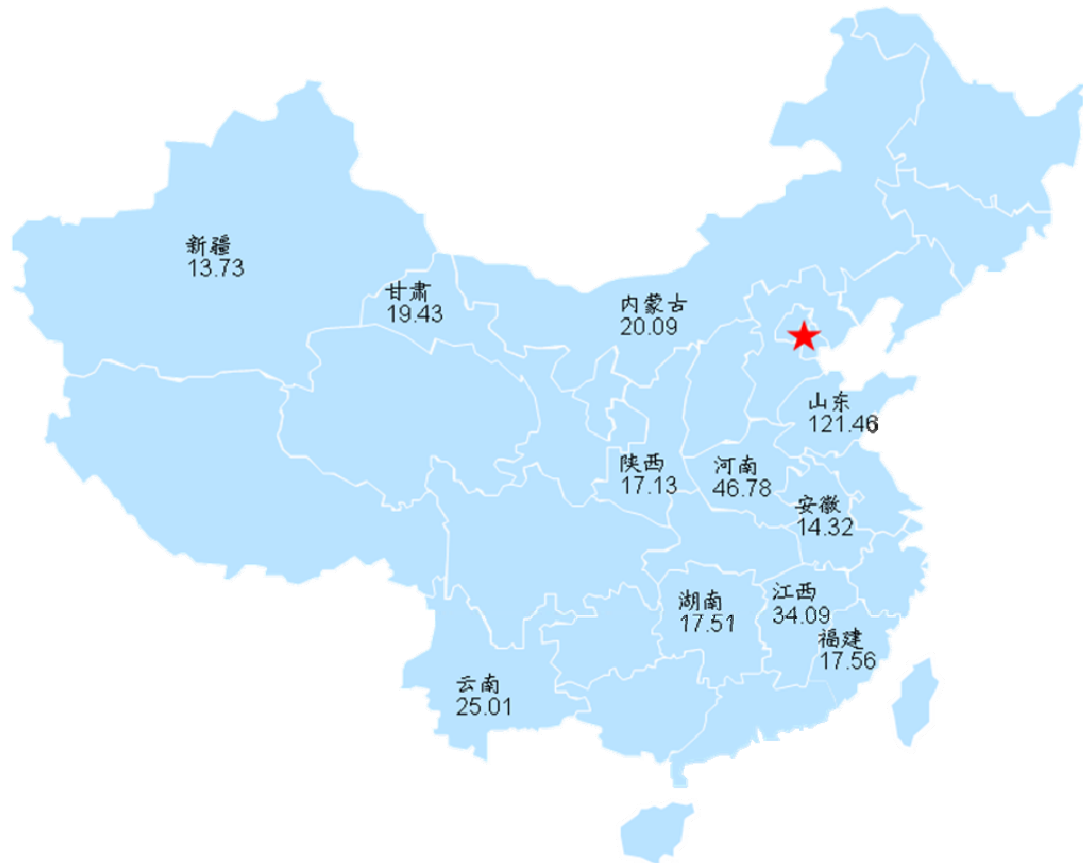 新疆
13.73
甘肃
19.43
内蒙古
20.09
山东
121.46
陕西
17.13
河南
46.78
安徽
14.32
湖南
17.51
江西
34.09
福建
17.56
云南
25.01